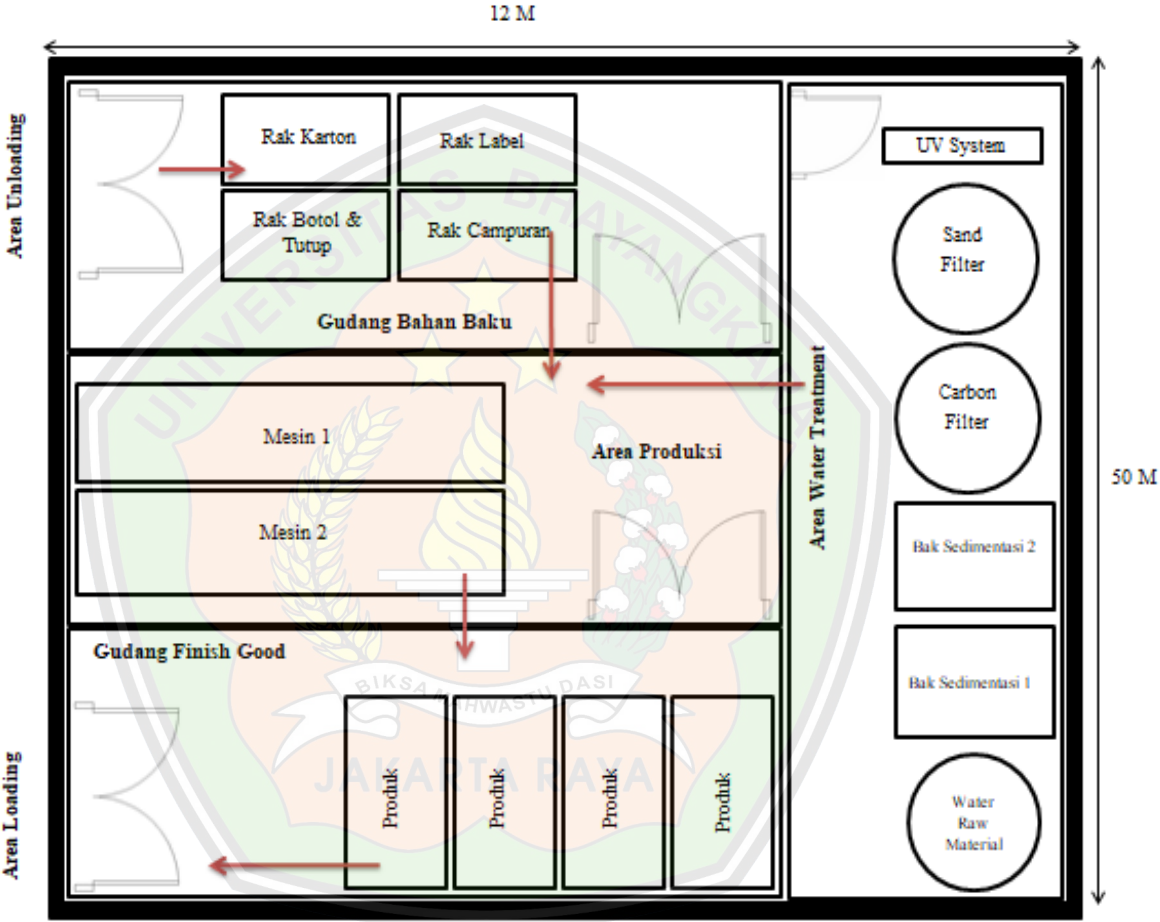 12 M
Area Unloading
Rak Karton
Rak Label
UV System
Rak Botol &
Tutup
Rak Campuran
Sand
Filter
Gudang Bahan Baku
Carbon
Filter
Mesin 1
Area Produksi
Area Water Treatment
50 M
Mesin 2
Bak Sedimentasi 2
Gudang Finish Good
Bak Sedimentasi 1
Area Loading
Produk
Produk
Produk
Produk
Water
Raw
Material
UNIVERSITAS BHAYANGKARA
BIKSA MAHWASTU DASI
JAKARTA RAYA